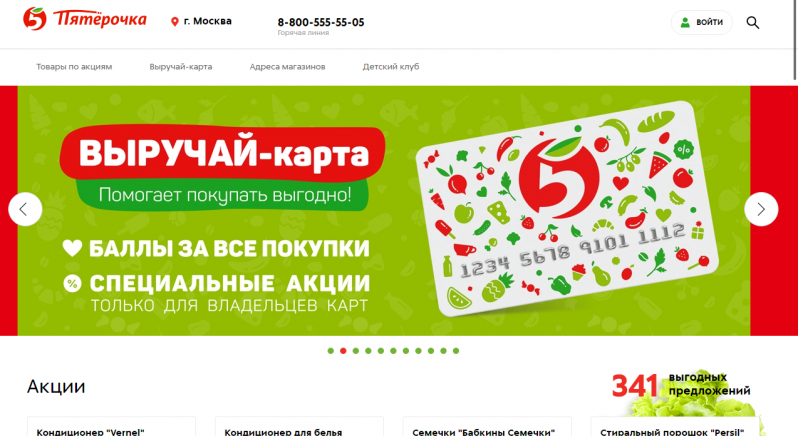 5 Пятёрочка
г. Москва
8-800-555-55-05
Горячая линия
ВОЙТИ
Товары по акциям
Выручай-карта
Адреса магазинов
Детский клуб
ВЫРУЧАЙ-карта
Помогает покупать выгодно!
БАЛЛЫ ЗА ВСЕ ПОКУПКИ
% СПЕЦИАЛЬНЫЕ АКЦИИ
ТОЛЬКО ДЛЯ ВЛАДЕЛЬЦЕВ КАРТ
5
%
1234 5678 9101 1112
Акции
341
выгодных
предложений
Кондиционер "Vernel"
Кондиционер для белья
Семечки "Бабкины Семечки"
Стиральный порошок "Persil"